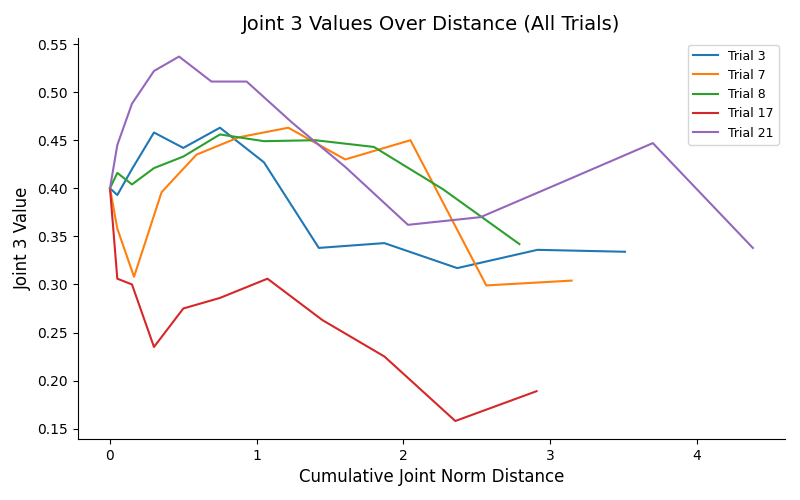 Joint 3 Values Over Distance (All Trials)
0.55
0.50
0.45
0.40
0.35
0.30
0.25
0.20
0.15
Joint 3 Value
Trial 3
Trial 7
Trial 8
Trial 17
Trial 21
0
1
2
3
4
Cumulative Joint Norm Distance